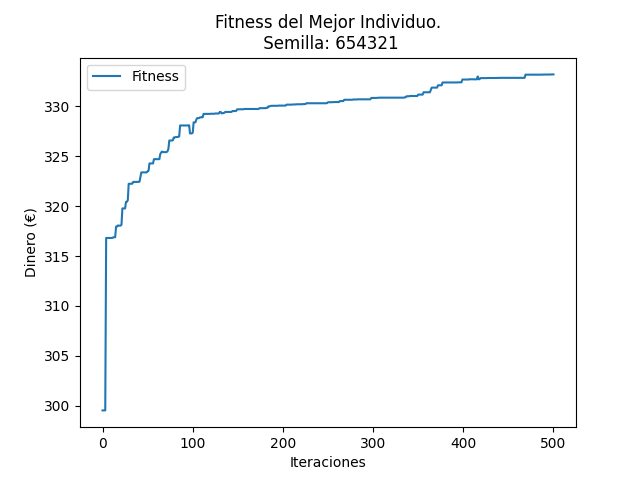 Fitness del Mejor Individuo.
Semilla: 654321
Fitness
Dinero (€)
330
325
320
315
310
305
300
0 100 200 300 400 500
Iteraciones